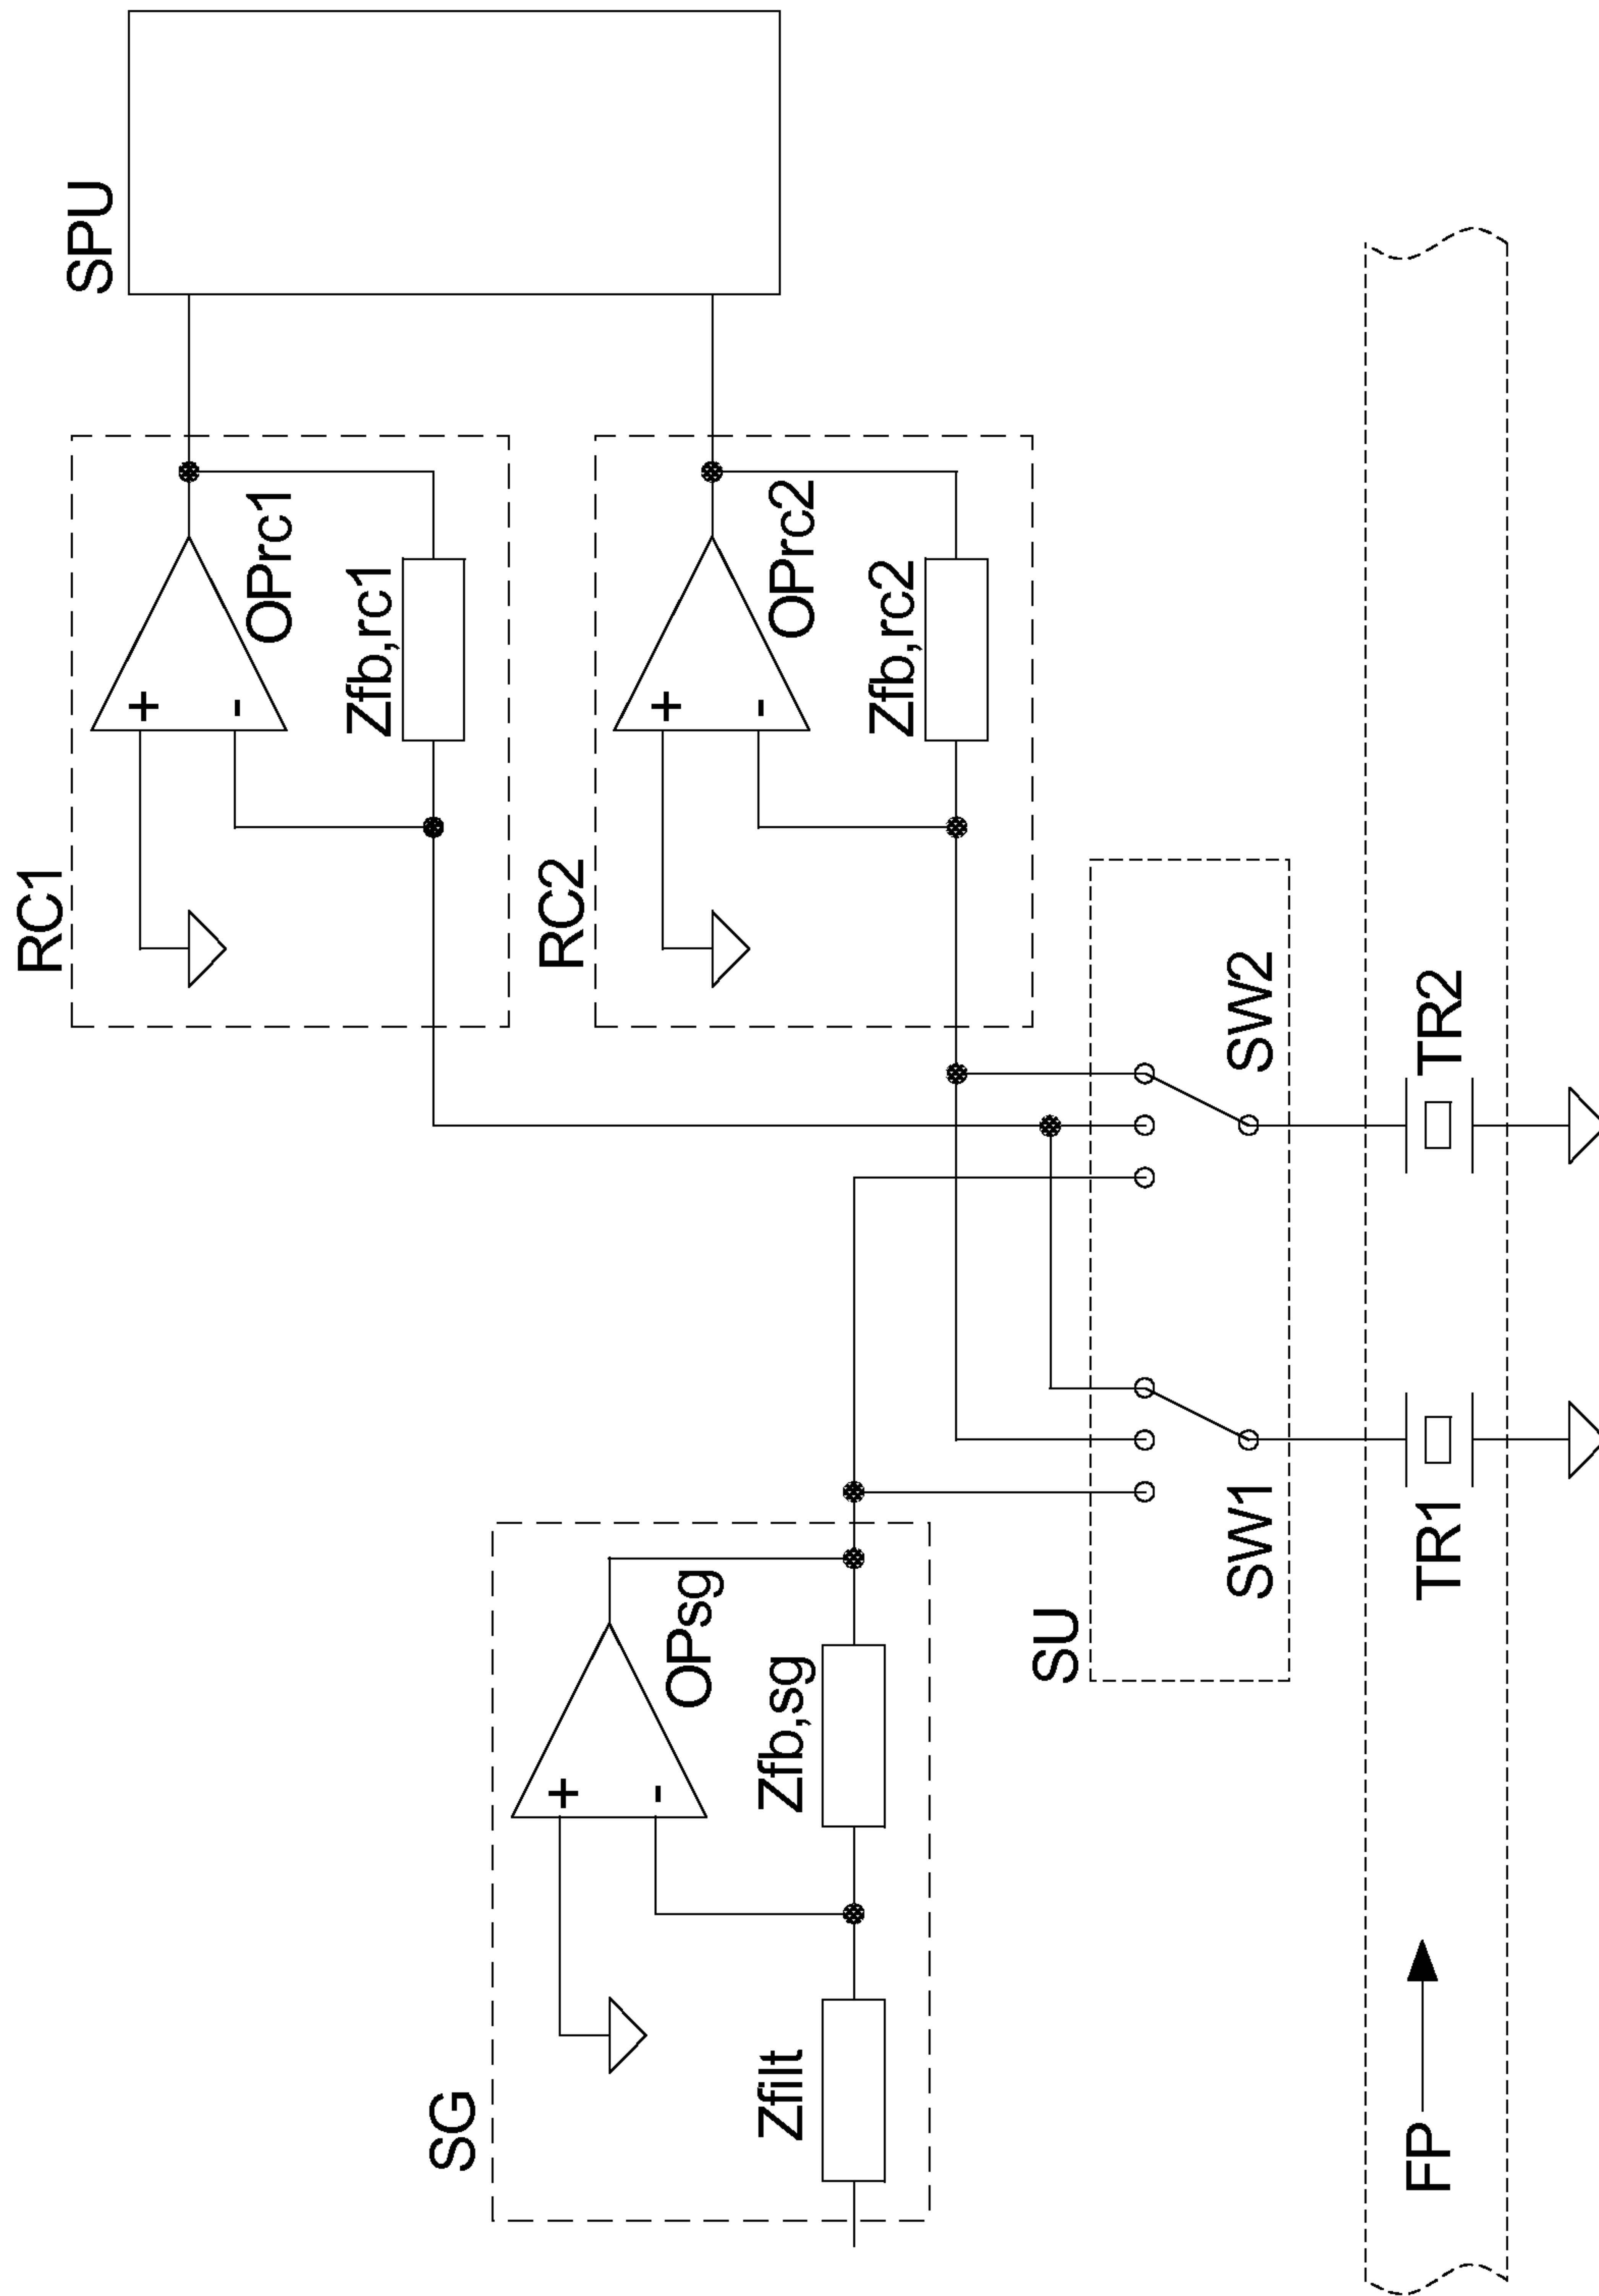 SPU
RC1
+
-
OPrc1
Zfb,rc1
RC2
+
-
OPrc2
Zfb,rc2
SG
+
-
OPsg
Zfilt
Zfb,sg
SU
SW1
SW2
TR1
TR2
FP